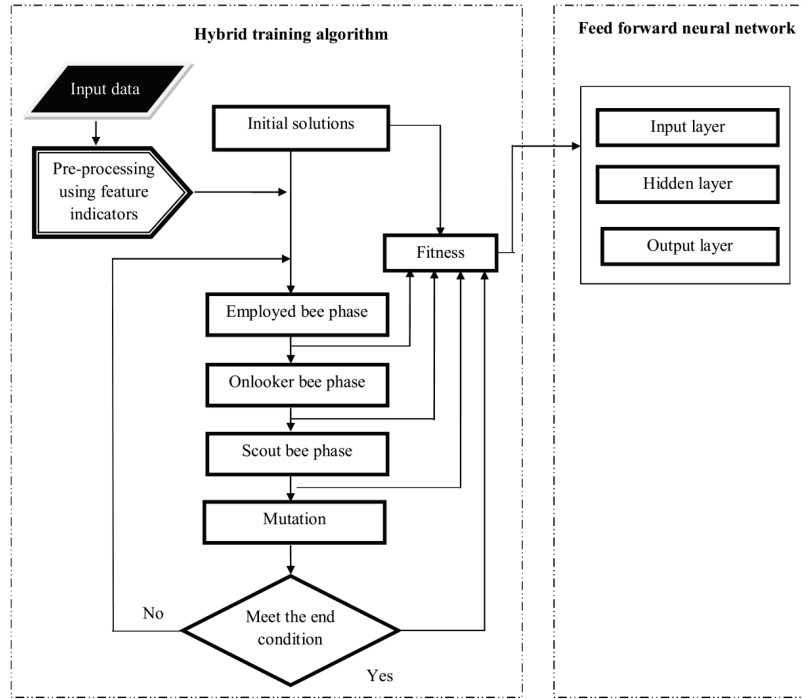 Hybrid training algorithm
Feed forward neural network
Input data
Initial solutions
Pre-processing
using feature
indicators
Fitness
Employed bee phase
Onlooker bee phase
Scout bee phase
Mutation
Meet the end
condition
No
Yes
Input layer
Hidden layer
Output layer